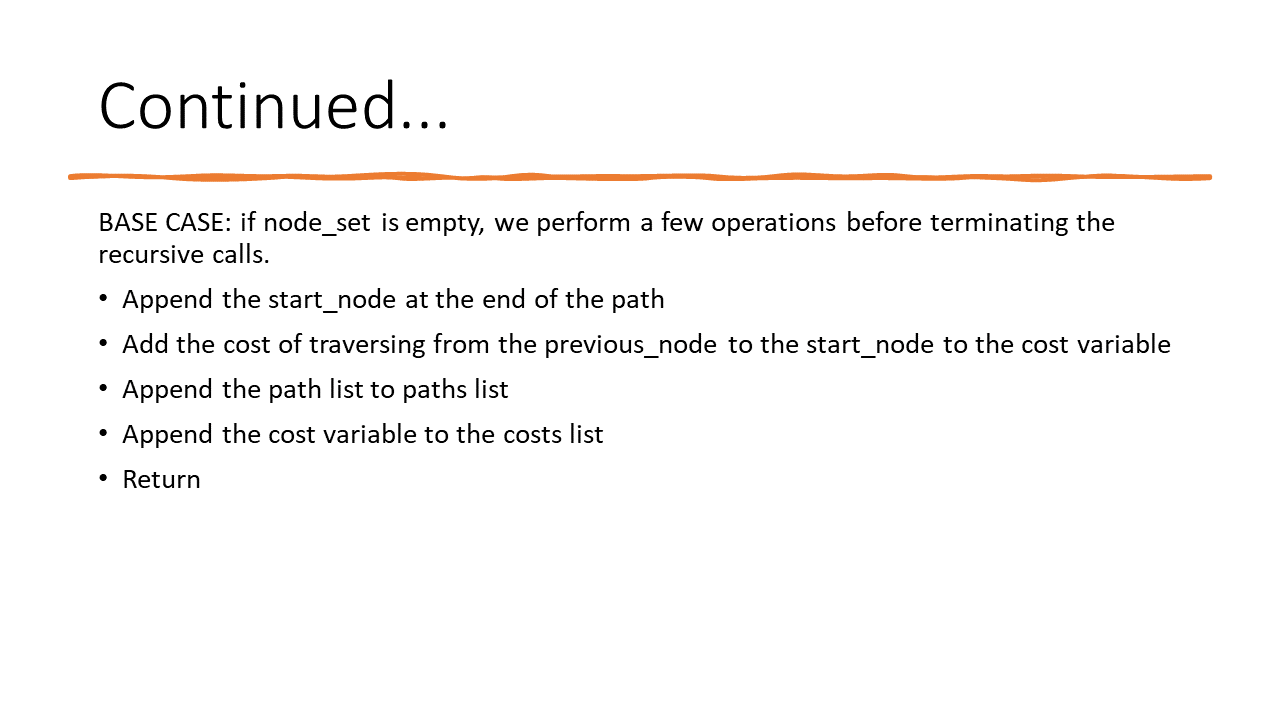 Continued...
BASE CASE: if node_set is empty, we perform a few operations before terminating the
recursive calls.
• Append the start_node at the end of the path
• Add the cost of traversing from the previous_node to the start_node to the cost variable
• Append the path list to paths list
• Append the cost variable to the costs list
• Return